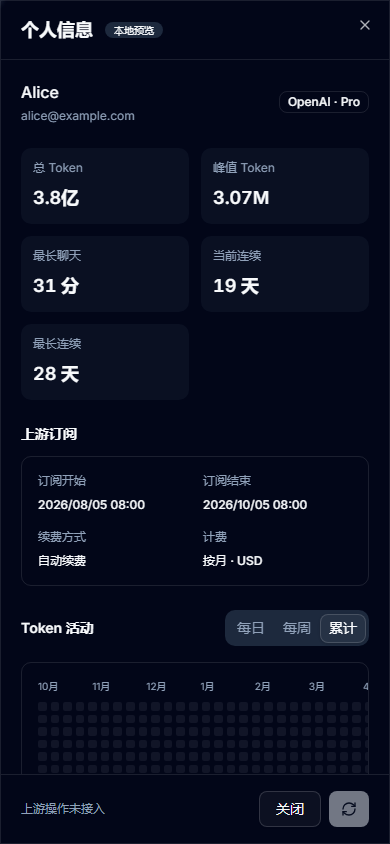 个人信息 本地预览
Alice
alice@example.com
OpenAI · Pro
总 Token
3.8亿
峰值 Token
3.07M
最长聊天
31 分
当前连续
19 天
最长连续
28 天
上游订阅
订阅开始
2026/08/05 08:00
订阅结束
2026/10/05 08:00
续费方式
自动续费
计费
按月 · USD
Token 活动
每日 每周 累计
10月 11月 12月 1月 2月 3月
上游操作未接入
关闭